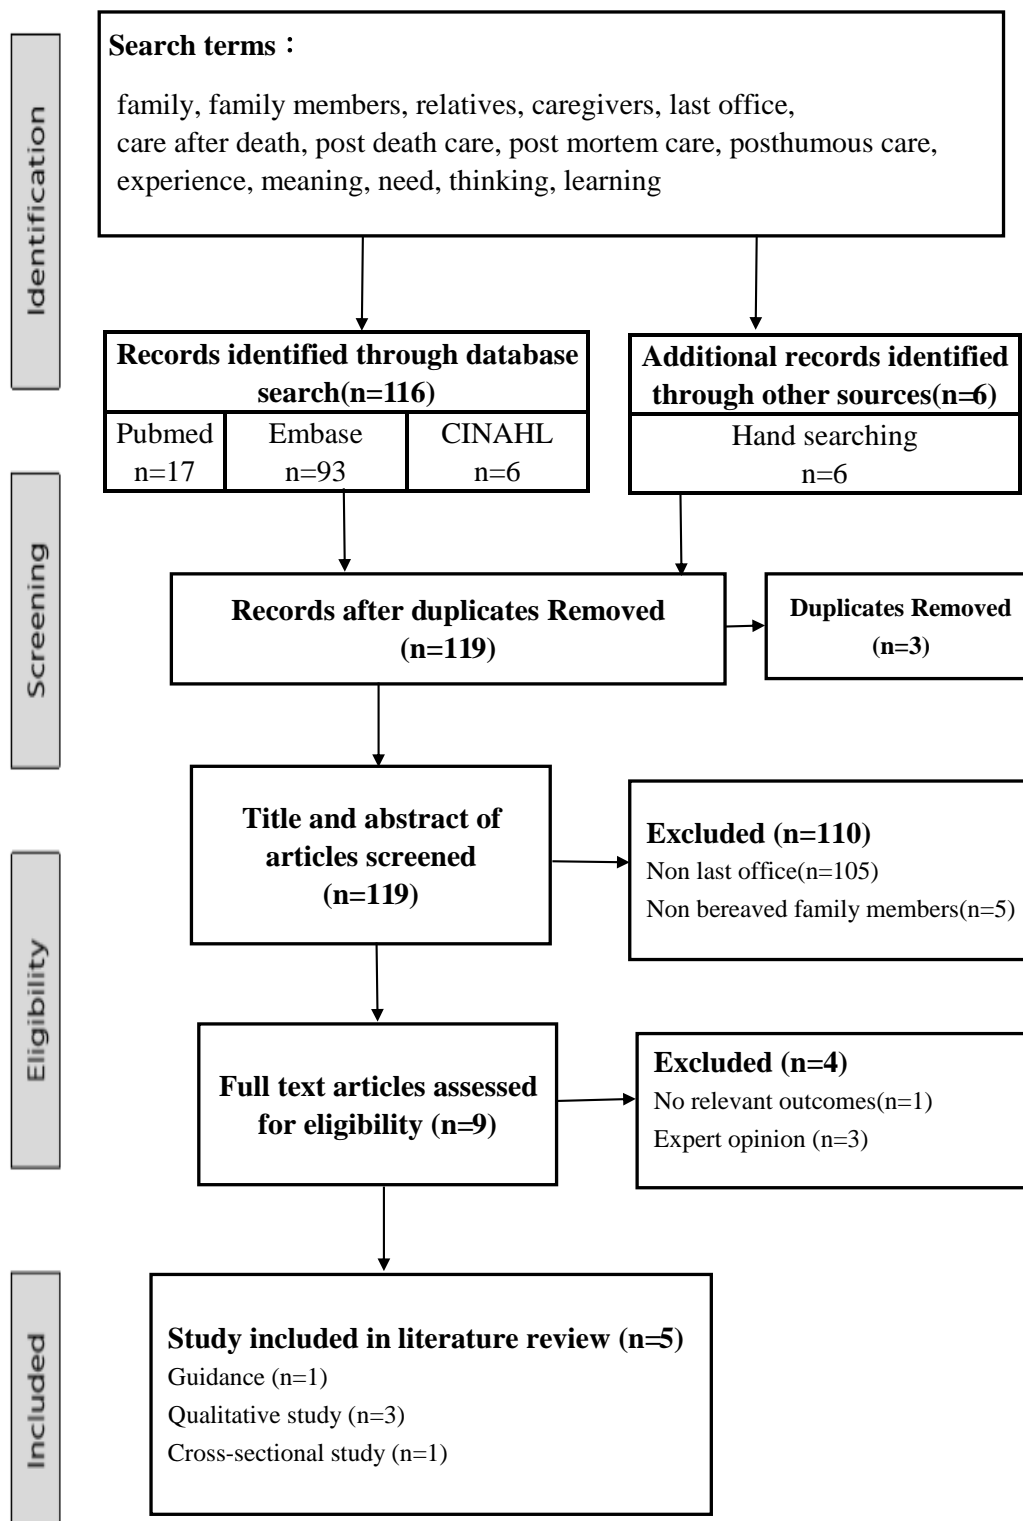 Identification
Search terms：
family, family members, relatives, caregivers, last office,
care after death, post death care, post mortem care, posthumous care,
experience, meaning, need, thinking, learning
Records identified through database
search(n=116)
Pubmed
n=17
Embase
n=93
CINAHL
n=6
Additional records identified
through other sources(n=6)
Hand searching
n=6
Screening
Records after duplicates Removed
(n=119)
Duplicates Removed
(n=3)
Title and abstract of
articles screened
(n=119)
Excluded (n=110)
Non last office(n=105)
Non bereaved family members(n=5)
Eligibility
Full text articles assessed
for eligibility (n=9)
Excluded (n=4)
No relevant outcomes(n=1)
Expert opinion (n=3)
Included
Study included in literature review (n=5)
Guidance (n=1)
Qualitative study (n=3)
Cross-sectional study (n=1)